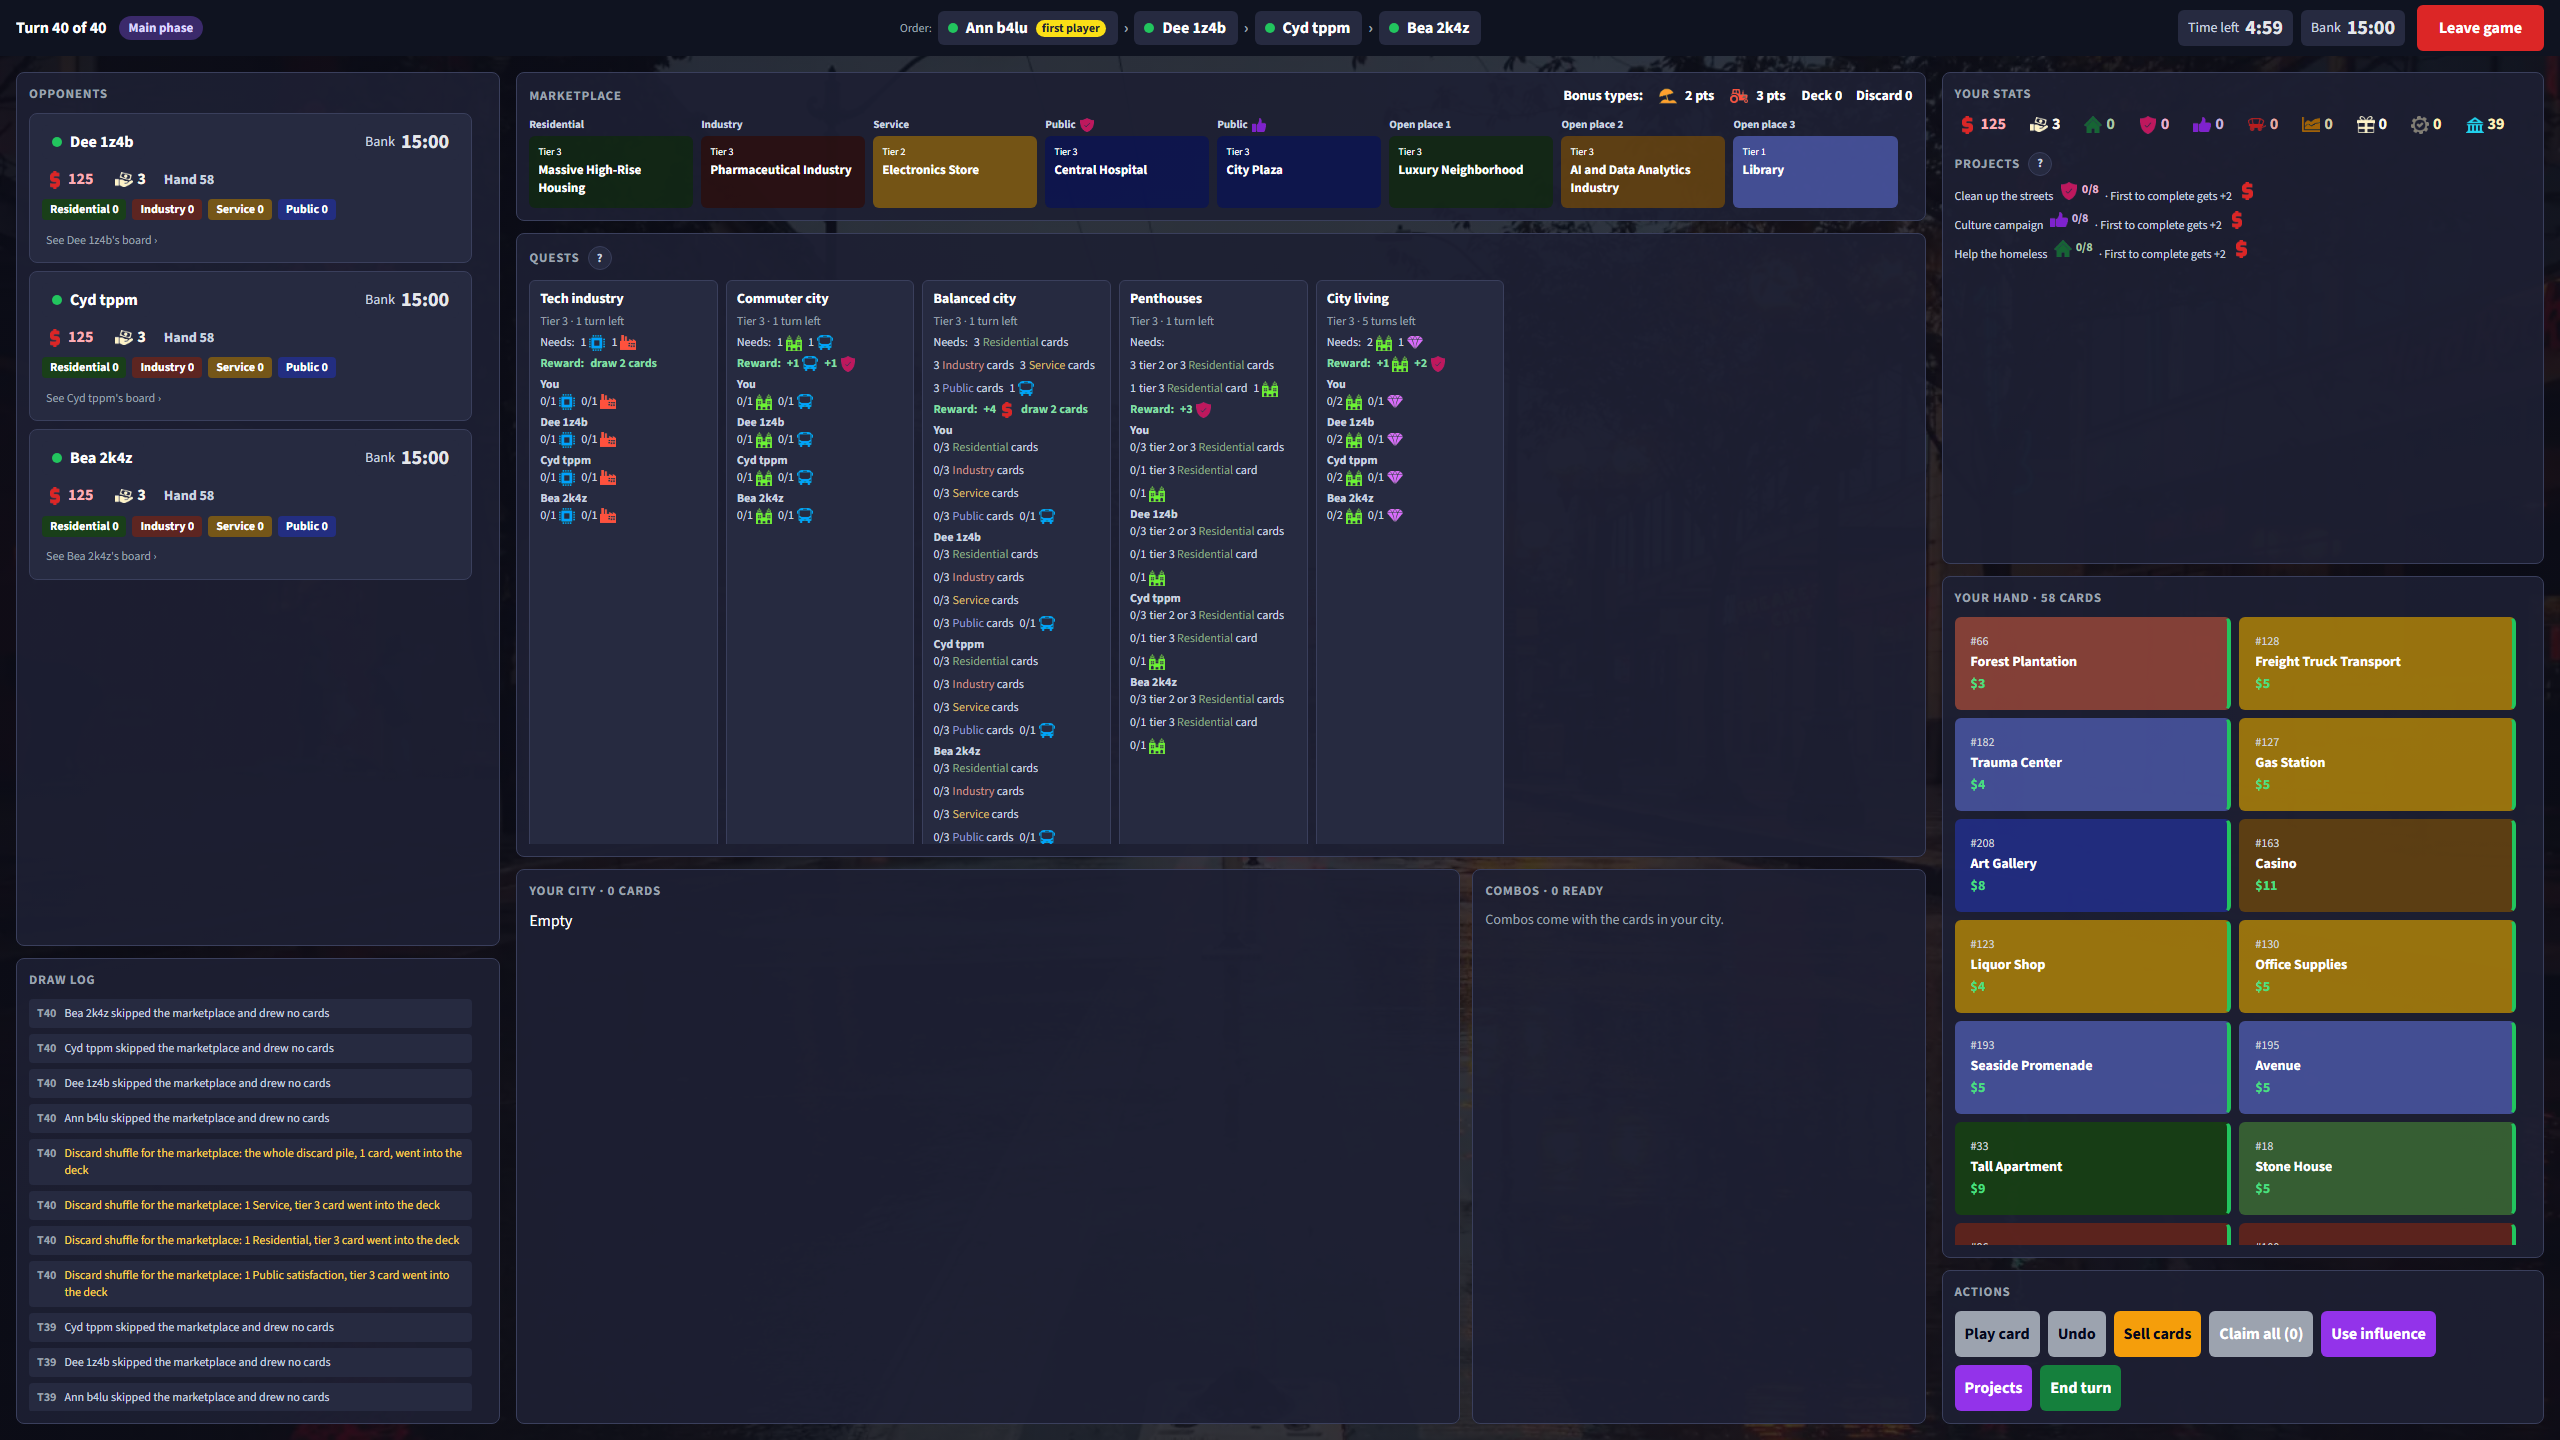 Turn 40 of 40 Main phase
Order: Ann b4lu first player › Dee 1z4b › Cyd tppm › Bea 2k4z
Time left 4:59 Bank 15:00 Leave game
OPPONENTS
Dee 1z4b Bank 15:00
125 3 Hand 58
Residential 0 Industry 0 Service 0 Public 0
See Dee 1z4b's board ›
Cyd tppm Bank 15:00
125 3 Hand 58
Residential 0 Industry 0 Service 0 Public 0
See Cyd tppm's board ›
Bea 2k4z Bank 15:00
125 3 Hand 58
Residential 0 Industry 0 Service 0 Public 0
See Bea 2k4z's board ›
DRAW LOG
T40 Bea 2k4z skipped the marketplace and drew no cards
T40 Cyd tppm skipped the marketplace and drew no cards
T40 Dee 1z4b skipped the marketplace and drew no cards
T40 Ann b4lu skipped the marketplace and drew no cards
T40 Discard shuffle for the marketplace: the whole discard pile, 1 card, went into the
deck
T40 Discard shuffle for the marketplace: 1 Service, tier 3 card went into the deck
T40 Discard shuffle for the marketplace: 1 Residential, tier 3 card went into the deck
T40 Discard shuffle for the marketplace: 1 Public satisfaction, tier 3 card went into
the deck
T39 Cyd tppm skipped the marketplace and drew no cards
T39 Dee 1z4b skipped the marketplace and drew no cards
T39 Ann b4lu skipped the marketplace and drew no cards
MARKETPLACE
Bonus types: 2 pts 3 pts Deck 0 Discard 0
Residential
Tier 3
Massive High-Rise
Housing
Industry
Tier 3
Pharmaceutical Industry
Service
Tier 2
Electronics Store
Public
Tier 3
Central Hospital
Public
Tier 3
City Plaza
Open place 1
Tier 3
Luxury Neighborhood
Open place 2
Tier 3
AI and Data Analytics
Industry
Open place 3
Tier 1
Library
QUESTS ?
Tech industry
Tier 3 · 1 turn left
Needs: 1 1
Reward: draw 2 cards
You
0/1 0/1
Dee 1z4b
0/1 0/1
Cyd tppm
0/1 0/1
Bea 2k4z
0/1 0/1
Commuter city
Tier 3 · 1 turn left
Needs: 1 1
Reward: +1 +1
You
0/1 0/1
Dee 1z4b
0/1 0/1
Cyd tppm
0/1 0/1
Bea 2k4z
0/1 0/1
Balanced city
Tier 3 · 1 turn left
Needs: 3 Residential cards
3 Industry cards 3 Service cards
3 Public cards 1
Reward: +4 draw 2 cards
You
0/3 Residential cards
0/3 Industry cards
0/3 Service cards
0/3 Public cards 0/1
Dee 1z4b
0/3 Residential cards
0/3 Industry cards
0/3 Service cards
0/3 Public cards 0/1
Cyd tppm
0/3 Residential cards
0/3 Industry cards
0/3 Service cards
0/3 Public cards 0/1
Bea 2k4z
0/3 Residential cards
0/3 Industry cards
0/3 Service cards
0/3 Public cards 0/1
Penthouses
Tier 3 · 1 turn left
Needs:
3 tier 2 or 3 Residential cards
1 tier 3 Residential card 1
Reward: +3
You
0/3 tier 2 or 3 Residential cards
0/1 tier 3 Residential card
0/1
Dee 1z4b
0/3 tier 2 or 3 Residential cards
0/1 tier 3 Residential card
0/1
Cyd tppm
0/3 tier 2 or 3 Residential cards
0/1 tier 3 Residential card
0/1
Bea 2k4z
0/3 tier 2 or 3 Residential cards
0/1 tier 3 Residential card
0/1
City living
Tier 3 · 5 turns left
Needs: 2 1
Reward: +1 +2
You
0/2 0/1
Dee 1z4b
0/2 0/1
Cyd tppm
0/2 0/1
Bea 2k4z
0/2 0/1
YOUR CITY · 0 CARDS
Empty
COMBOS · 0 READY
Combos come with the cards in your city.
YOUR STATS
125 3 0 0 0 0 0 0 0 39
PROJECTS ?
Clean up the streets 0/8 · First to complete gets +2
Culture campaign 0/8 · First to complete gets +2
Help the homeless 0/8 · First to complete gets +2
YOUR HAND · 58 CARDS
#66
Forest Plantation
$3
#128
Freight Truck Transport
$5
#182
Trauma Center
$4
#127
Gas Station
$5
#208
Art Gallery
$8
#163
Casino
$11
#123
Liquor Shop
$4
#130
Office Supplies
$5
#193
Seaside Promenade
$5
#195
Avenue
$5
#33
Tall Apartment
$9
#18
Stone House
$5
ACTIONS
Play card Undo Sell cards Claim all (0) Use influence
Projects End turn